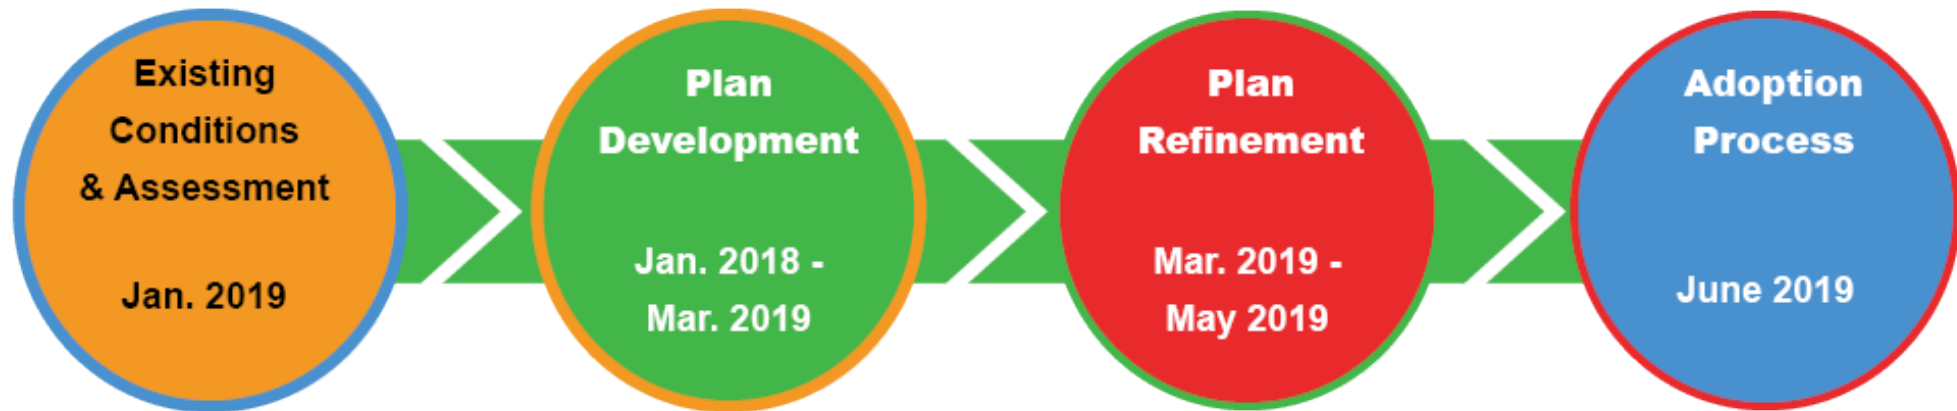 Existing
Conditions
& Assessment
Jan. 2019
Plan
Development
Jan. 2018 -
Mar. 2019
Plan
Refinement
Mar. 2019 -
May 2019
Adoption
Process
June 2019